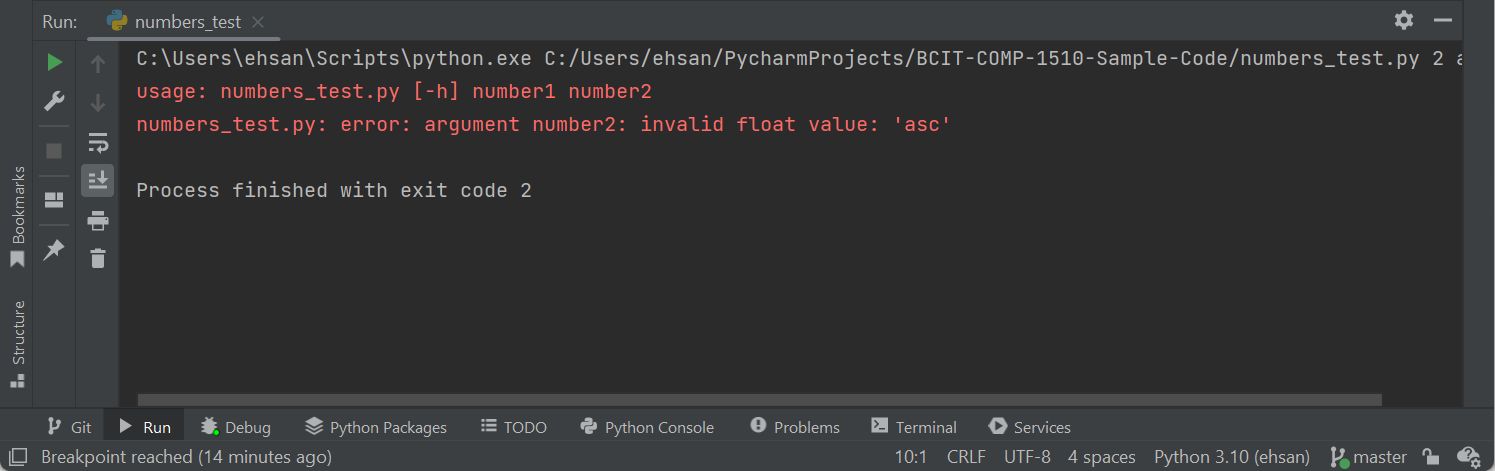 Run: numbers_test
C:\Users\ehsan\Scripts\python.exe C:/Users/ehsan/PycharmProjects/BCIT-COMP-1510-Sample-Code/numbers_test.py 2 a
usage: numbers_test.py [-h] number1 number2
numbers_test.py: error: argument number2: invalid float value: 'asc'
Process finished with exit code 2
Bookmarks
Structure
Git Run Debug Python Packages TODO Python Console Problems Terminal Services
Breakpoint reached (14 minutes ago) 10:1 CRLF UTF-8 4 spaces Python 3.10 (ehsan) master